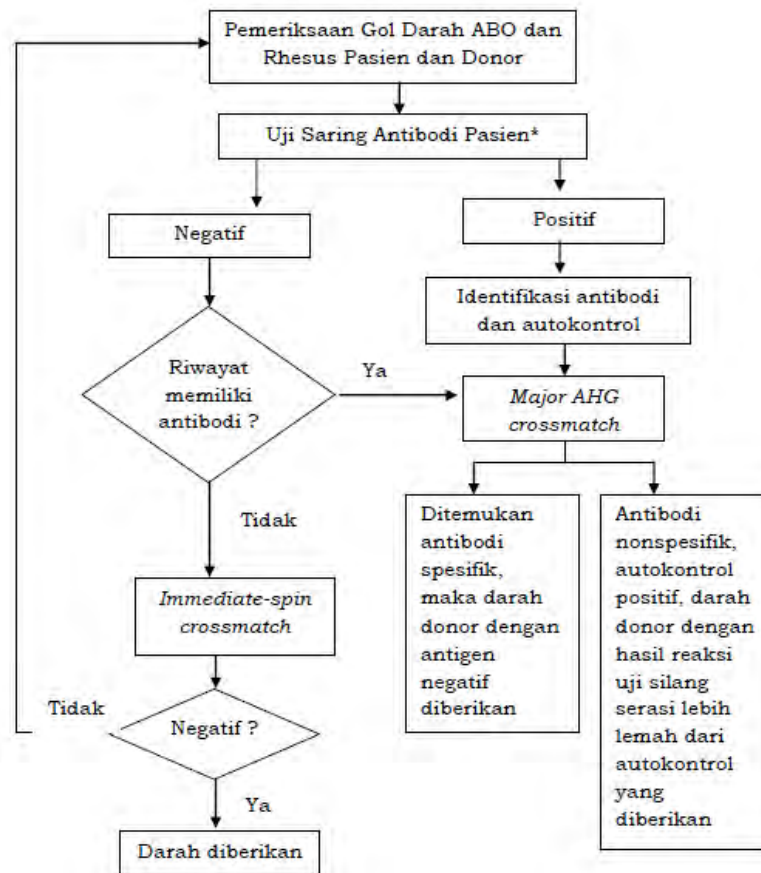 Pemeriksaan Gol Darah ABO dan
Rhesus Pasien dan Donor
Uji Saring Antibodi Pasien*
Negatif
Positif
Identifikasi antibodi
dan autokontrol
Riwayat
memiliki
antibodi ?
Ya
Major AHG
crossmatch
Tidak
Ditemukan
antibodi
spesifik,
maka darah
donor dengan
antigen
negatif
diberikan
Antibodi
nonspesifik,
autokontrol
positif, darah
donor dengan
hasil reaksi
uji silang
serasi lebih
lemah dari
autokontrol
yang
diberikan
Immediate-spin
crossmatch
Tidak
Negatif ?
Ya
Darah diberikan